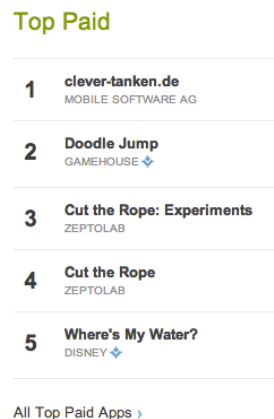 Top Paid
1 clever-tanken.de
MOBILE SOFTWARE AG
2 Doodle Jump
GAMEHOUSE
3 Cut the Rope: Experiments
ZEPTOLAB
4 Cut the Rope
ZEPTOLAB
5 Where's My Water?
DISNEY
All Top Paid Apps ›